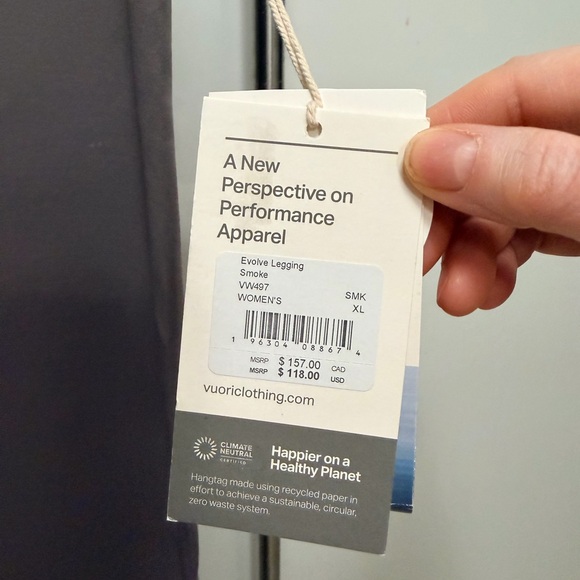 A New
Perspective on
Performance
Apparel
Evolve Legging
Smoke
VW497
WOMEN'S
SMK
XL
1 96304 08867 4
MSRP $ 157.00 CAD
MSRP $ 118.00 USD
vuoriclothing.com
CLIMATE
NEUTRAL
CERTIFIED
Happier on a
Healthy Planet
Hangtag made using recycled paper in
effort to achieve a sustainable, circular,
zero waste system.